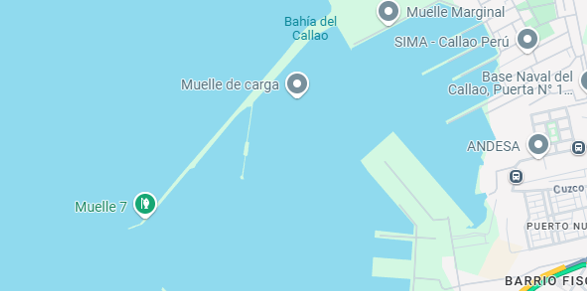 Muelle Marginal
Bahía del
Callao
SIMA - Callao Perú
Muelle de carga
Base Naval del
Callao, Puerta N° 1...
ANDESA
Cuzco
Muelle 7
PUERTO NU
BARRIO FISC